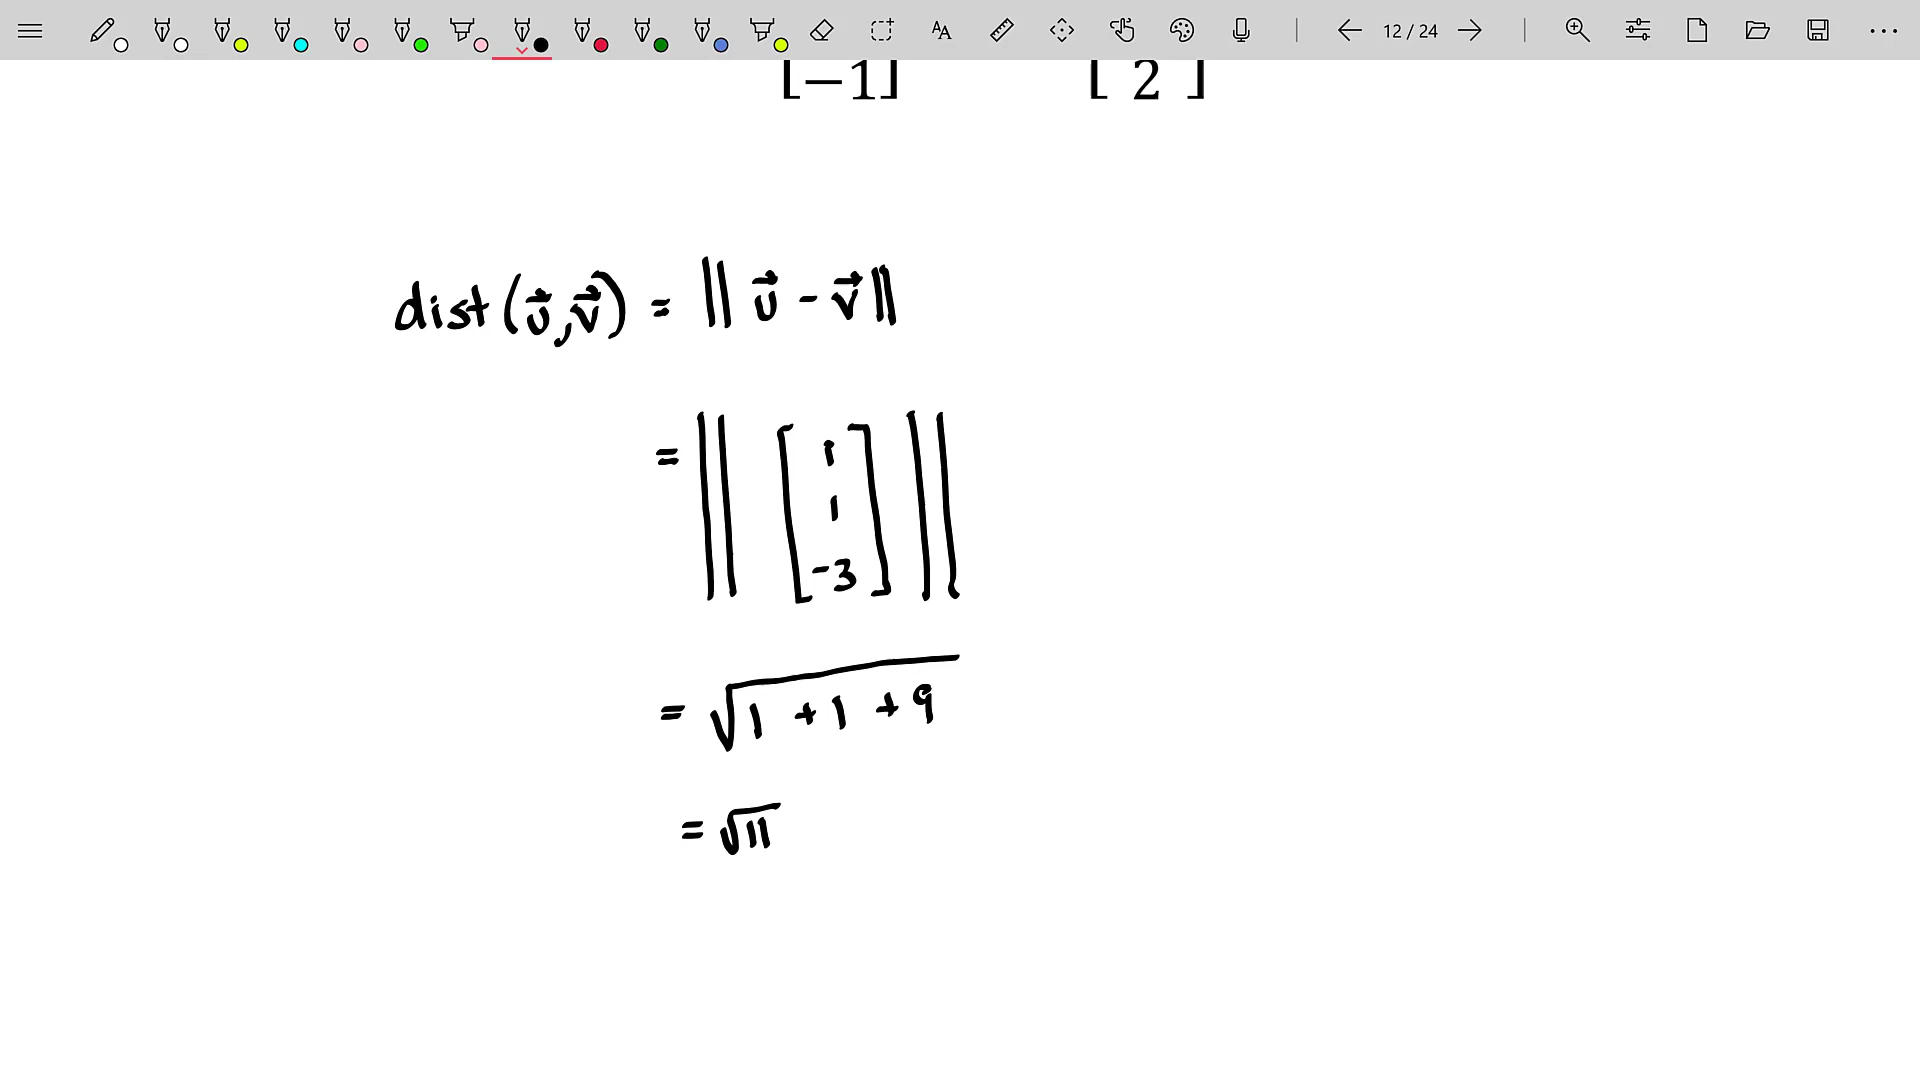 12 / 24
[−1] [ 2 ]
dist(u⃗,v⃗) = ||u⃗ - v⃗||
= || [ 1
1
-3 ] ||
= √1 + 1 + 9
= √11